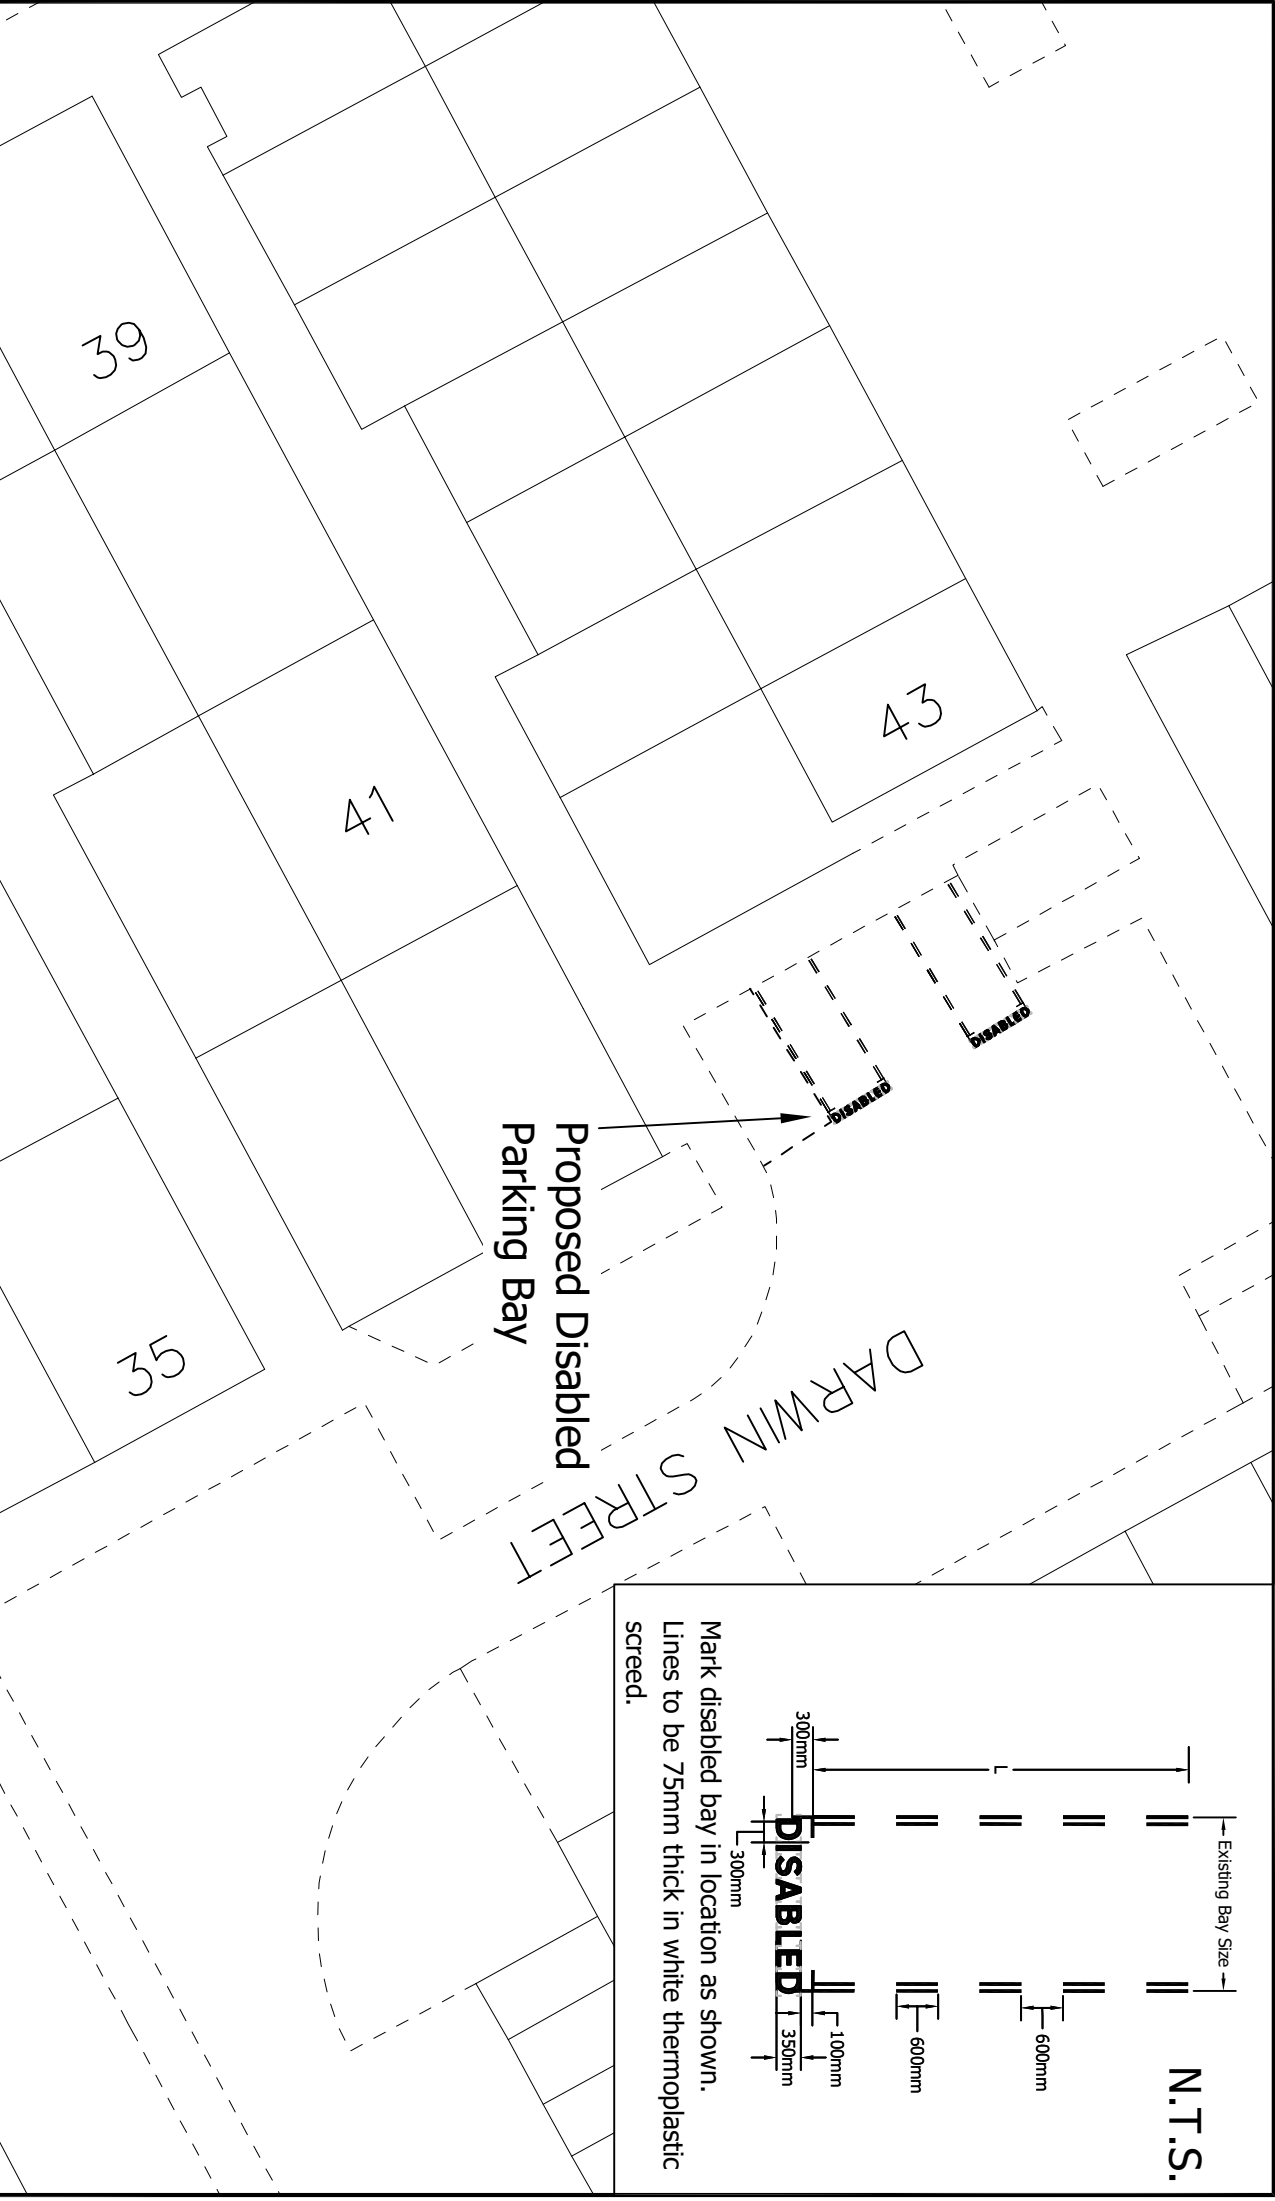 39
41
43
35
DARWIN STREET
Proposed Disabled
Parking Bay
DISABLED
DISABLED
N.T.S.
Existing Bay Size
L
600mm
600mm
100mm
350mm
300mm
300mm
DISABLED
Mark disabled bay in location as shown.
Lines to be 75mm thick in white thermoplastic
screed.